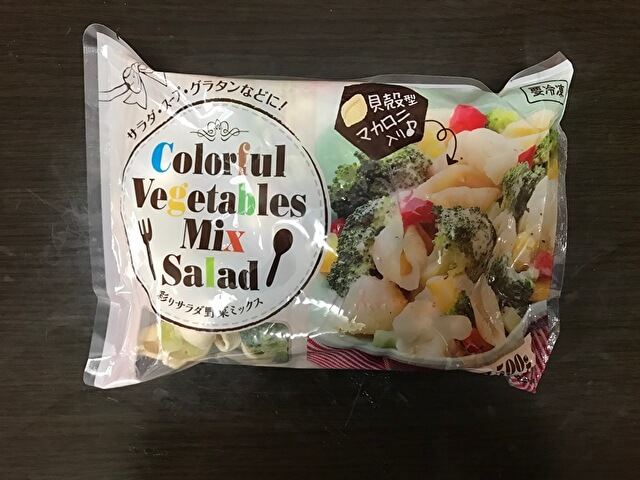 サラダ・スープ・グラタンなどに!
Colorful
Vegetables
Mix
Salad
彩りサラダ野菜ミックス
貝殻型
マカロニ
入り♪
要冷凍
500g